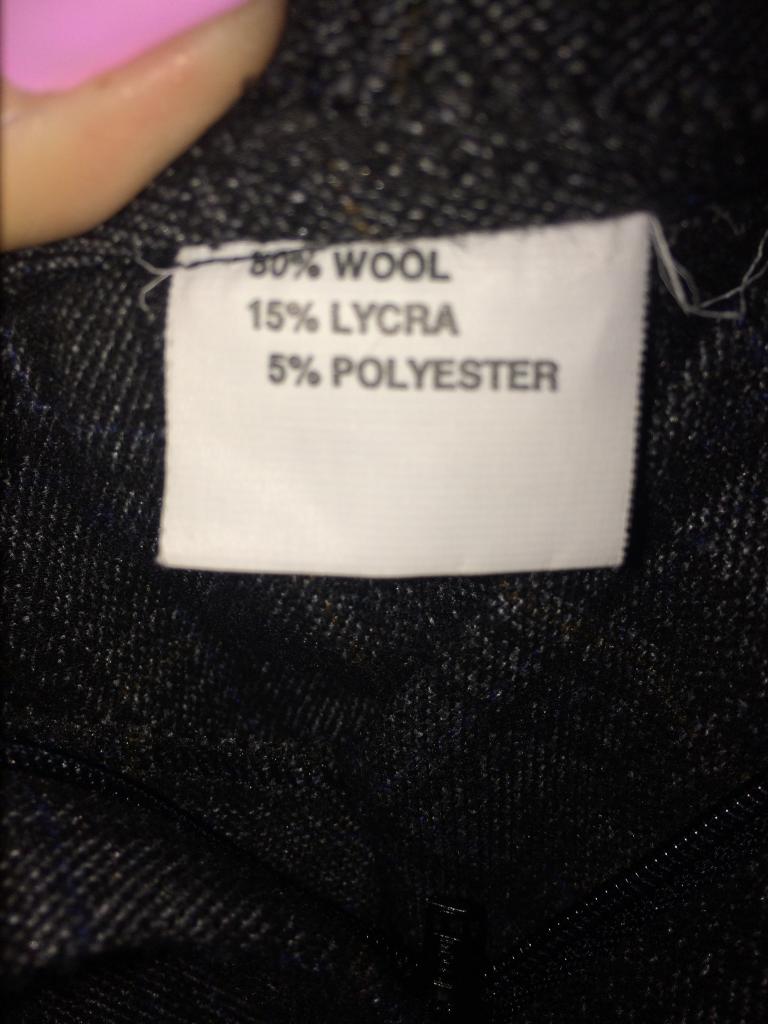 80% WOOL
15% LYCRA
5% POLYESTER